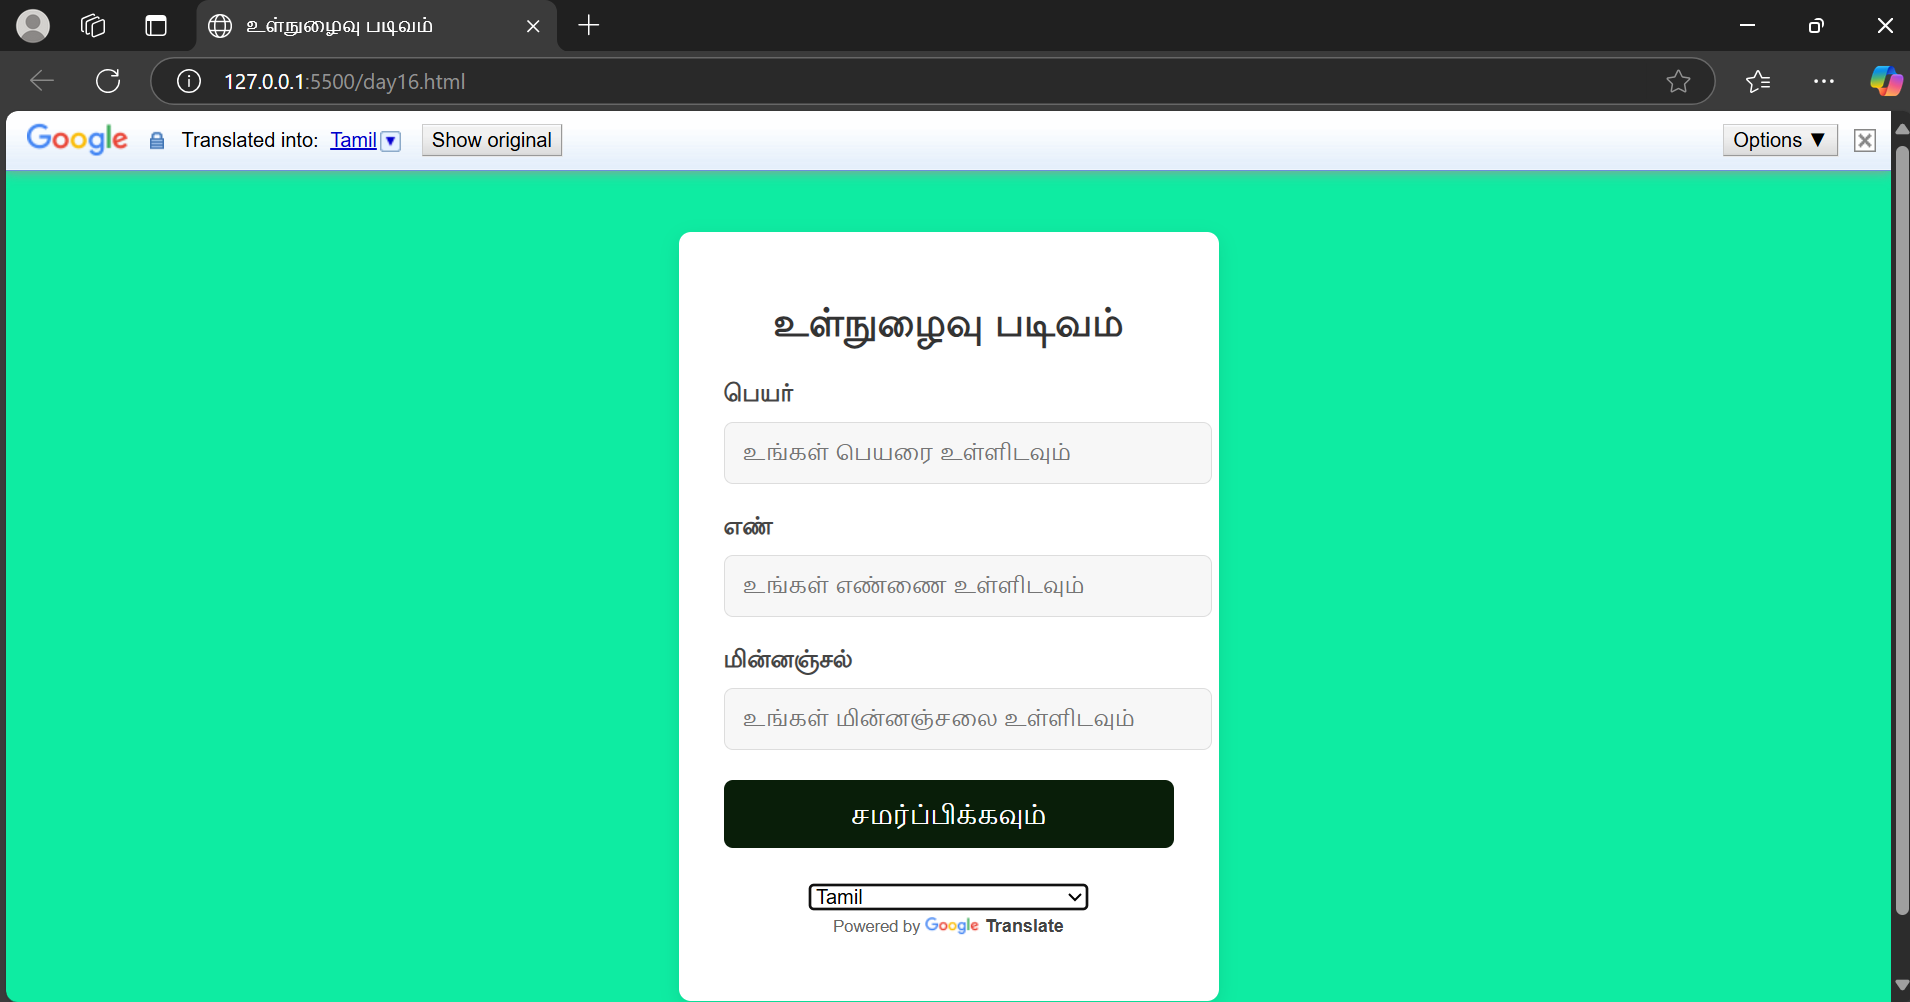 உள்நுழைவு படிவம்
127.0.0.1:5500/day16.html
Google Translated into: Tamil ▼ Show original Options ▼
உள்நுழைவு படிவம்
பெயர்
உங்கள் பெயரை உள்ளிடவும்
எண்
உங்கள் எண்ணை உள்ளிடவும்
மின்னஞ்சல்
உங்கள் மின்னஞ்சலை உள்ளிடவும்
சமர்ப்பிக்கவும்
Tamil
Powered by Google Translate